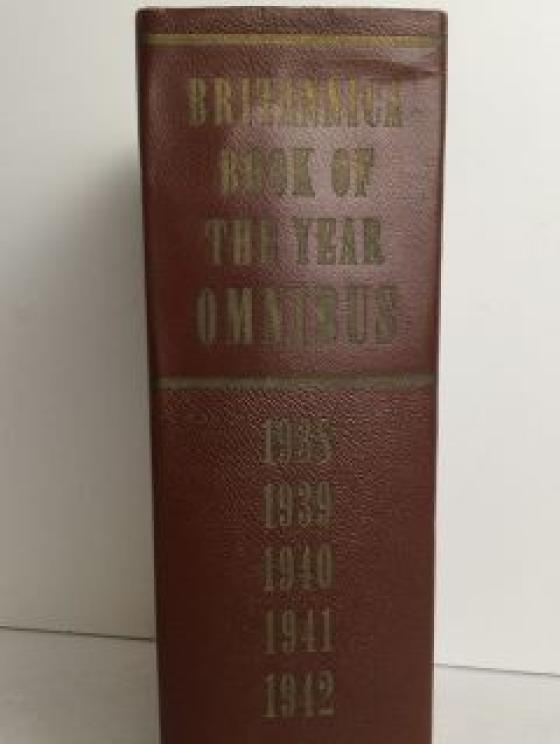 BRITANNICA
BOOK OF
THE YEAR
OMNIBUS
1938
1939
1940
1941
1942